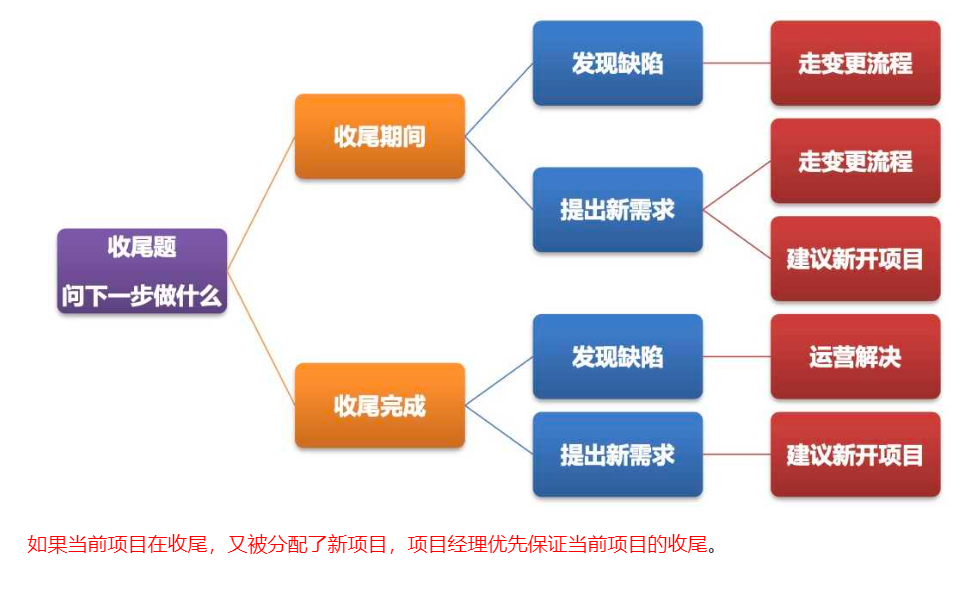 收尾题
问下一步做什么
收尾期间
发现缺陷
走变更流程
提出新需求
走变更流程
建议新开项目
收尾完成
发现缺陷
运营解决
提出新需求
建议新开项目
如果当前项目在收尾，又被分配了新项目，项目经理优先保证当前项目的收尾。